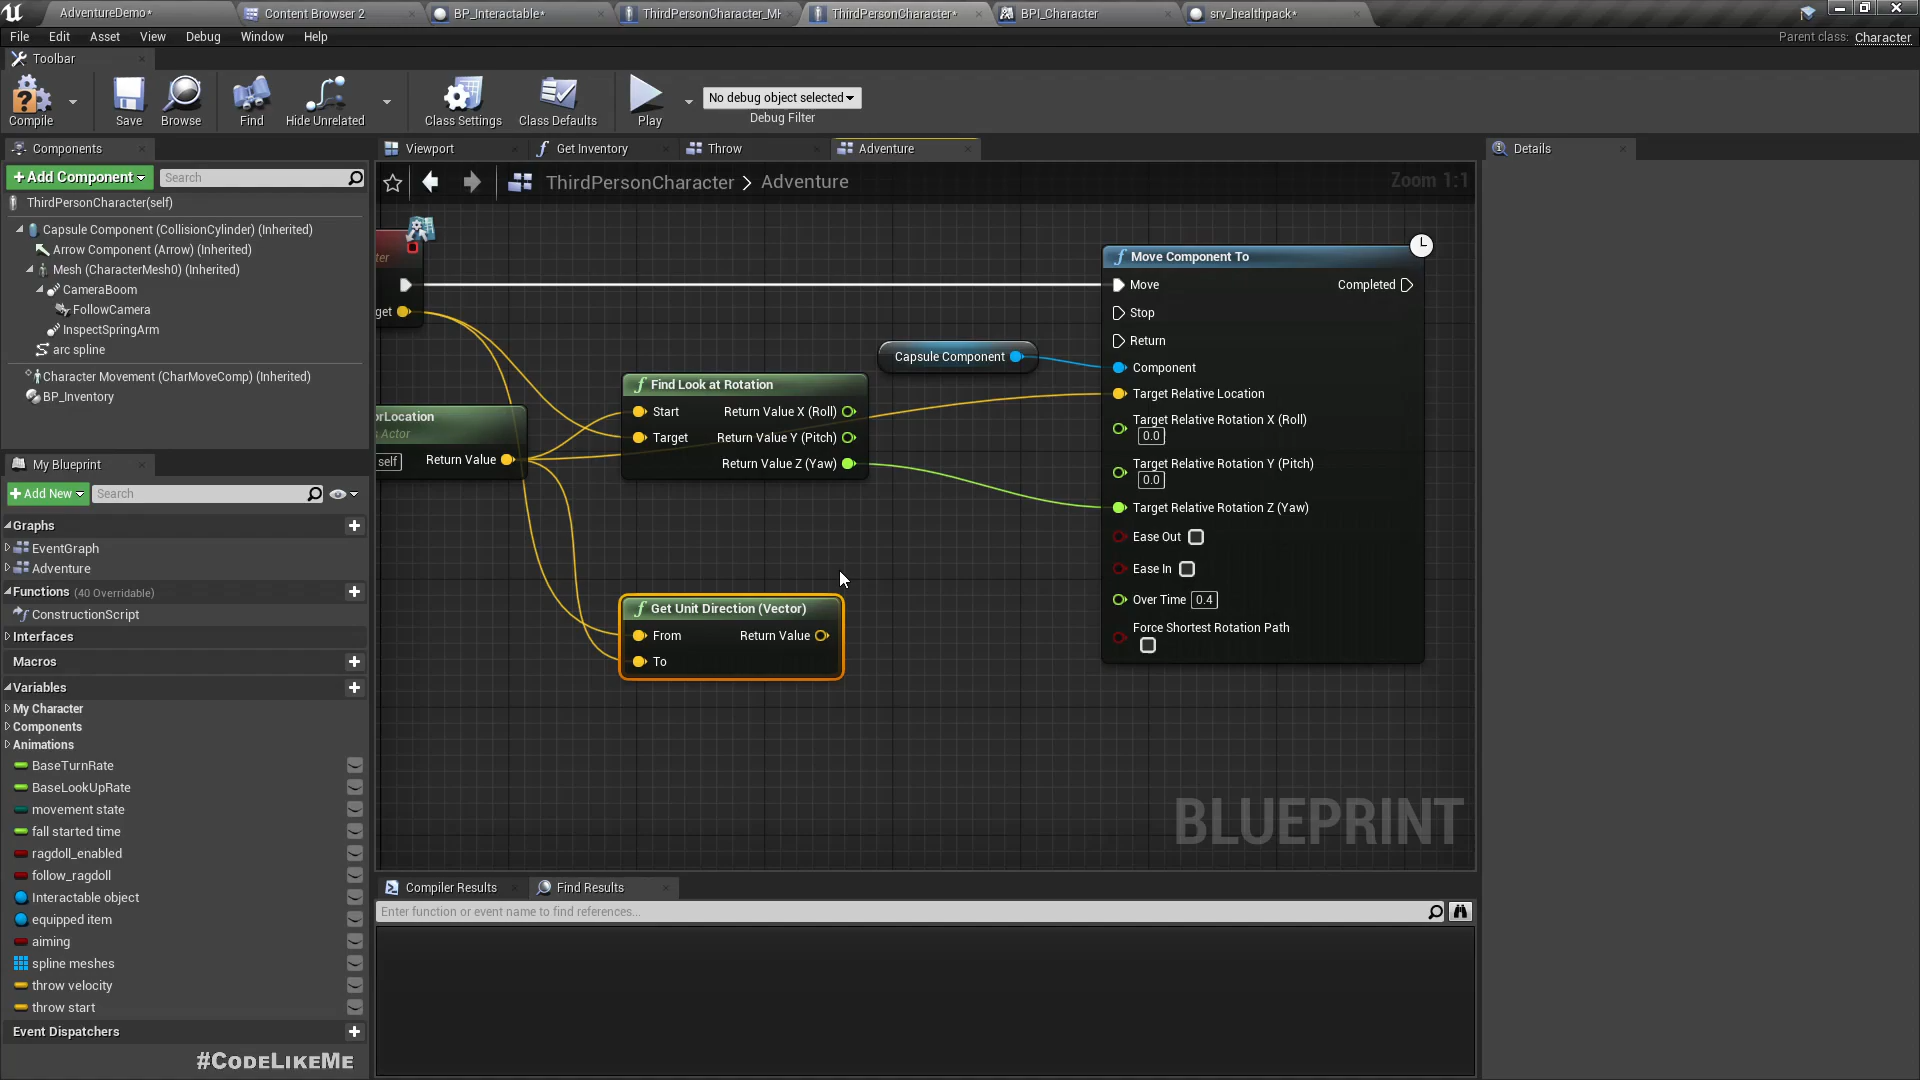 AdventureDemo*
Content Browser 2
BP_Interactable*
ThirdPersonCharacter_Mi
ThirdPersonCharacter*
BPI_Character
srv_healthpack*
File Edit Asset View Debug Window Help
Parent class: Character
Toolbar
Compile
Save
Browse
Find
Hide Unrelated
Class Settings
Class Defaults
Play
No debug object selected
Debug Filter
Components
+Add Component
Search
ThirdPersonCharacter(self)
Capsule Component (CollisionCylinder) (Inherited)
Arrow Component (Arrow) (Inherited)
Mesh (CharacterMesh0) (Inherited)
CameraBoom
FollowCamera
InspectSpringArm
arc spline
Character Movement (CharMoveComp) (Inherited)
BP_Inventory
My Blueprint
+Add New
Search
Graphs
EventGraph
Adventure
Functions (40 Overridable)
ConstructionScript
Interfaces
Macros
Variables
My Character
Components
Animations
BaseTurnRate
BaseLookUpRate
movement state
fall started time
ragdoll_enabled
follow_ragdoll
Interactable object
equipped item
aiming
spline meshes
throw velocity
throw start
Event Dispatchers
#CodeLikeMe
Viewport
Get Inventory
Throw
Adventure
ThirdPersonCharacter > Adventure
Zoom 1:1
ter
get
orLocation
s Actor
self
Return Value
Find Look at Rotation
Start
Return Value X (Roll)
Target
Return Value Y (Pitch)
Return Value Z (Yaw)
Get Unit Direction (Vector)
From
Return Value
To
Capsule Component
Move Component To
Move
Completed
Stop
Return
Component
Target Relative Location
Target Relative Rotation X (Roll)
0.0
Target Relative Rotation Y (Pitch)
0.0
Target Relative Rotation Z (Yaw)
Ease Out
Ease In
Over Time 0.4
Force Shortest Rotation Path
BLUEPRINT
Compiler Results
Find Results
Enter function or event name to find references...
Details